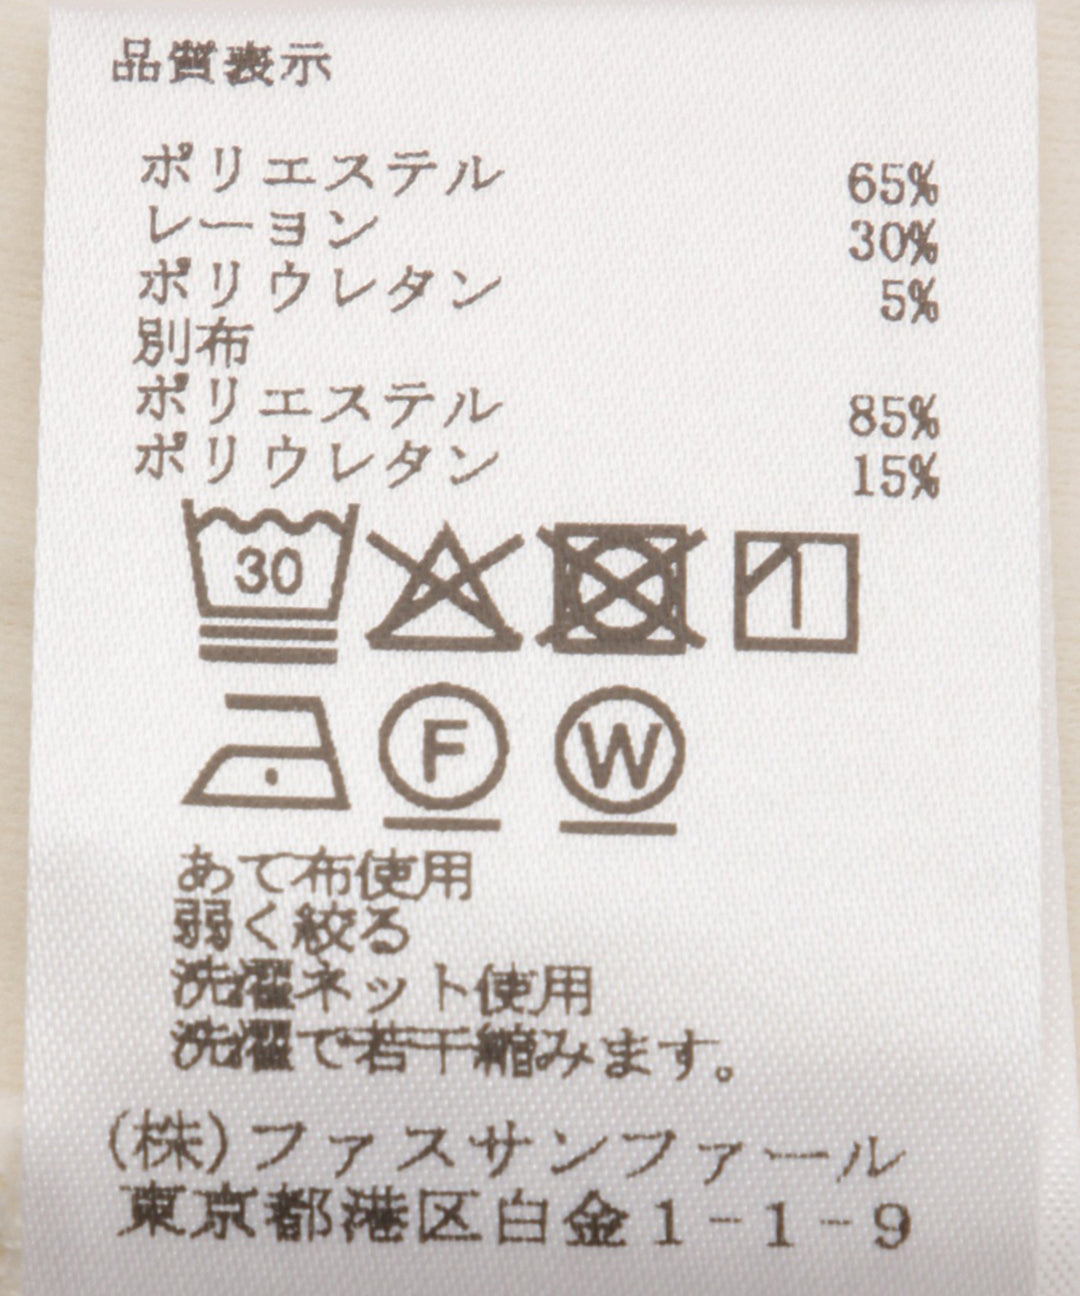 品質表示
ポリエステル 65%
レーヨン 30%
ポリウレタン 5%
別布
ポリエステル 85%
ポリウレタン 15%
30
F W
あて布使用
弱く絞る
洗濯ネット使用
洗濯で若干縮みます。
(株)ファスサンファール
東京都港区白金1-1-9